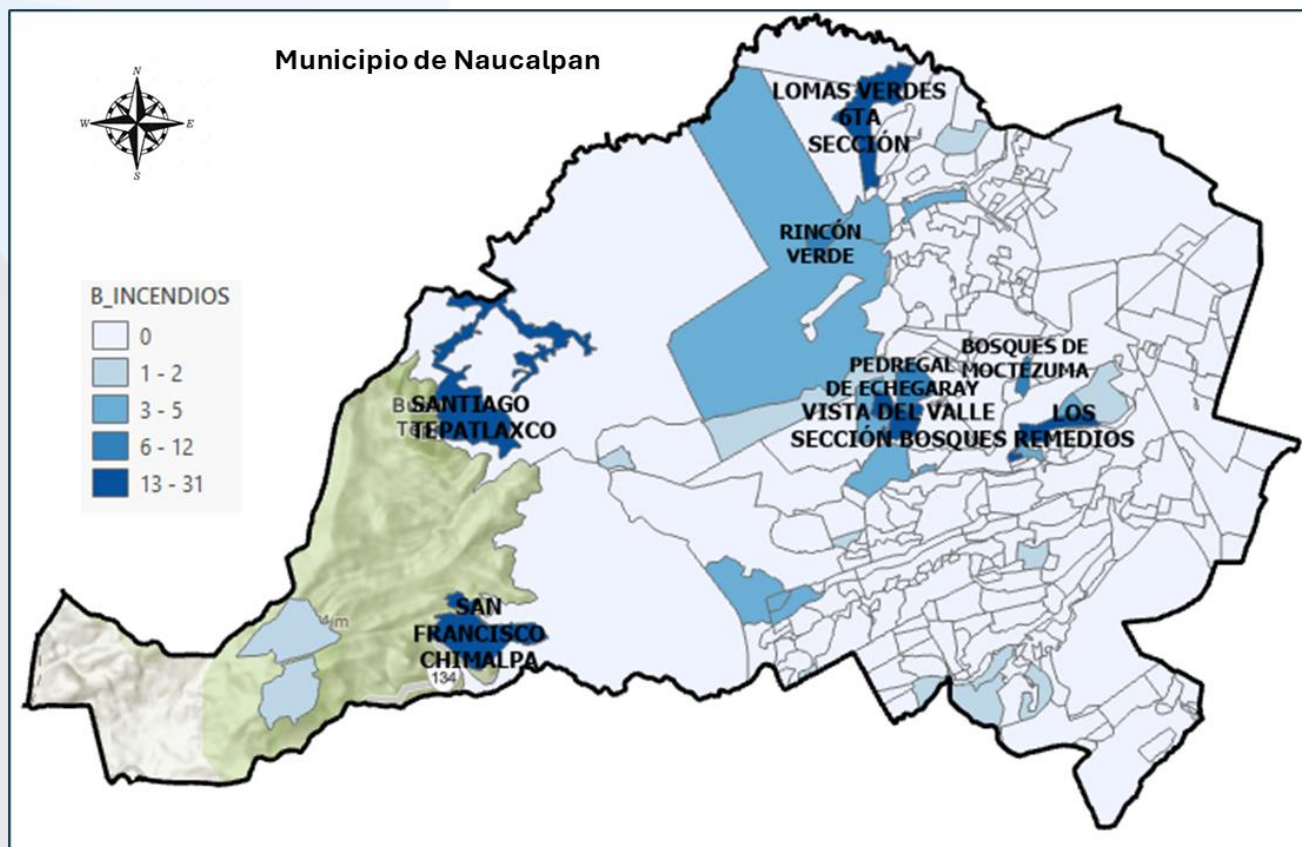 Municipio de Naucalpan
N
W
E
S
LOMAS VERDES
6TA
SECCIÓN
RINCÓN
VERDE
B_INCENDIOS
0
1 - 2
3 - 5
6 - 12
13 - 31
BOSQUES DE
MOCTEZUMA
PEDREGAL
DE ECHEGARAY
VISTA DEL VALLE
SECCIÓN BOSQUES
LOS
REMEDIOS
SANTIAGO
TEPATLAXCO
SAN
FRANCISCO
CHIMALPA
134